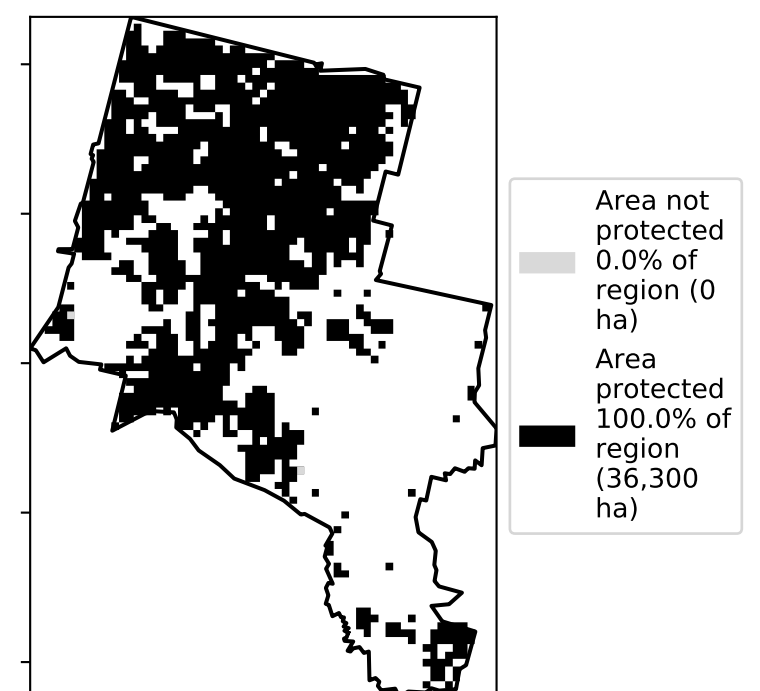 Area not
protected
0.0% of
region (0
ha)
Area
protected
100.0% of
region
(36,300
ha)